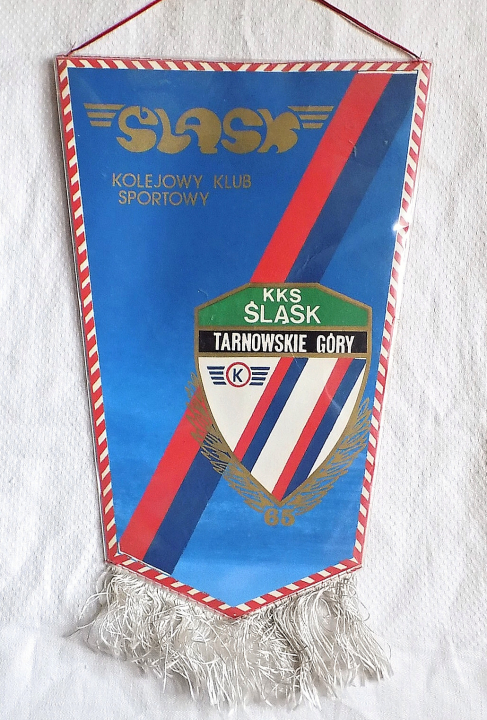 ŚLĄSK
KOLEJOWY KLUB
SPORTOWY
KKS
ŚLĄSK
TARNOWSKIE GÓRY
K
65